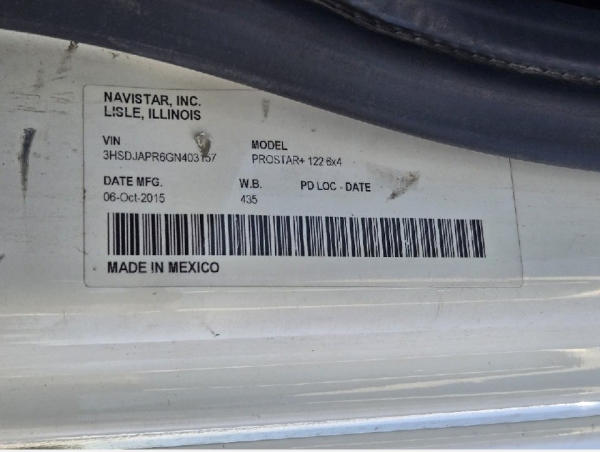 NAVISTAR, INC.
LISLE, ILLINOIS
VIN MODEL
3HSDJAPR6GN403157 PROSTAR+ 122 6x4
DATE MFG. W.B. PD LOC - DATE
06-Oct-2015 435
MADE IN MEXICO